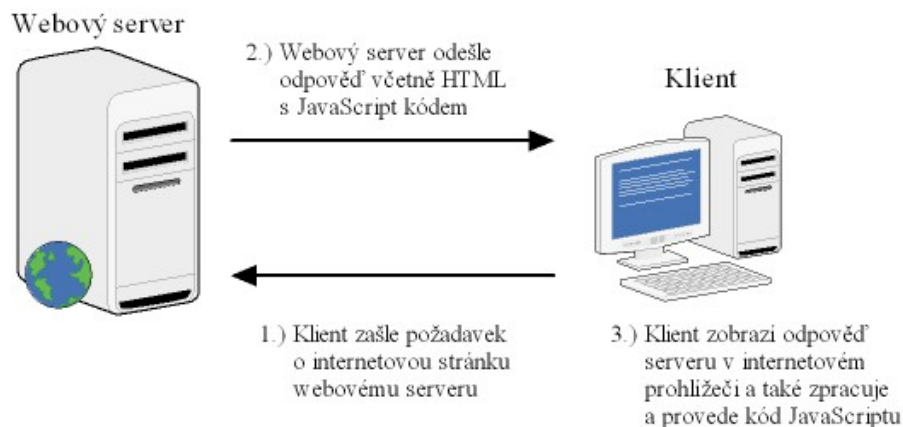 Webový server
2.) Webový server odešle
odpověď včetně HTML
s JavaScript kódem
Klient
1.) Klient zašle požadavek
o internetovou stránku
webovému serveru
3.) Klient zobrazí odpověď
serveru v internetovém
prohlížeči a také zpracuje
a provede kód JavaScriptu